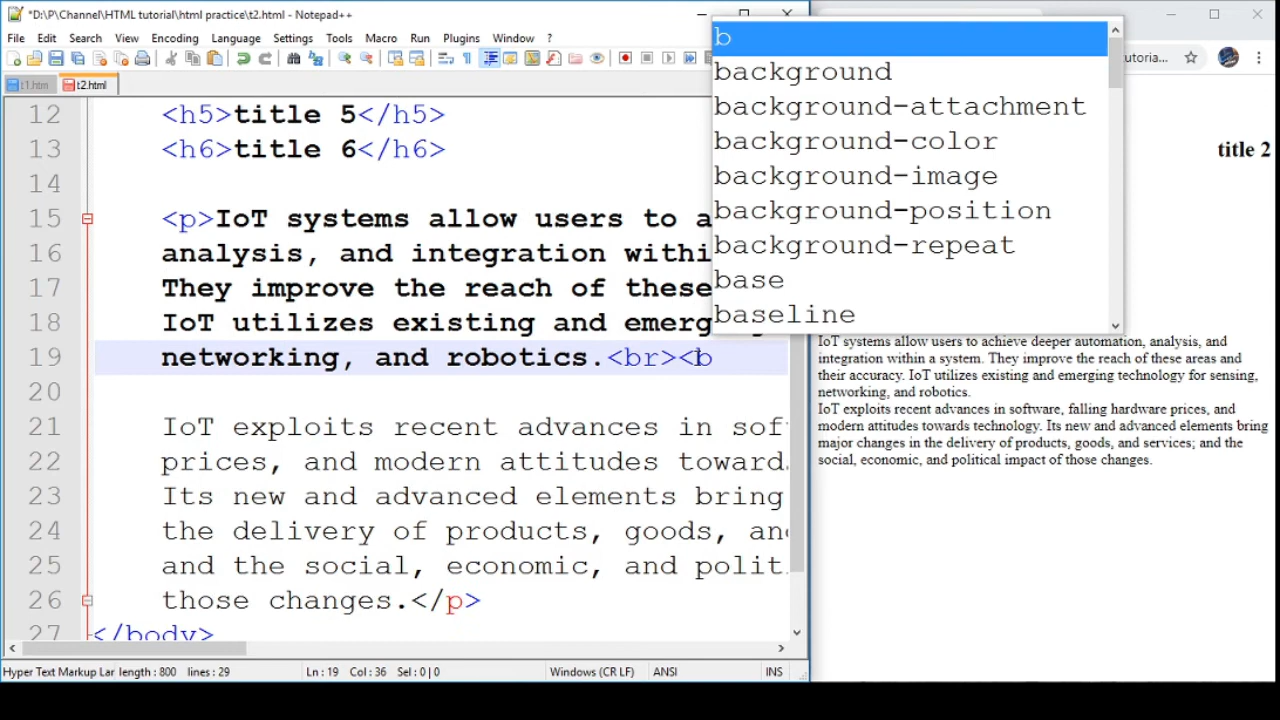 *D:\P\Channel\HTML tutorial\html practice\t2.html - Notepad++
File Edit Search View Encoding Language Settings Tools Macro Run Plugins Window ?
t1.htm t2.html
12 <h5>title 5</h5>
13 <h6>title 6</h6>
14
15 <p>IoT systems allow users to a
16 analysis, and integration withi
17 They improve the reach of these
18 IoT utilizes existing and emerg
19 networking, and robotics.<br><b
20
21 IoT exploits recent advances in sof
22 prices, and modern attitudes toward
23 Its new and advanced elements bring
24 the delivery of products, goods, an
25 and the social, economic, and polit
26 those changes.</p>
27 </body>
Hyper Text Markup Lar length : 800 lines : 29 Ln : 19 Col : 36 Sel : 0 | 0 Windows (CR LF) ANSI INS
b
background
background-attachment
background-color
background-image
background-position
background-repeat
base
baseline
utoria...
title 2
IoT systems allow users to achieve deeper automation, analysis, and
integration within a system. They improve the reach of these areas and
their accuracy. IoT utilizes existing and emerging technology for sensing,
networking, and robotics.
IoT exploits recent advances in software, falling hardware prices, and
modern attitudes towards technology. Its new and advanced elements bring
major changes in the delivery of products, goods, and services; and the
social, economic, and political impact of those changes.